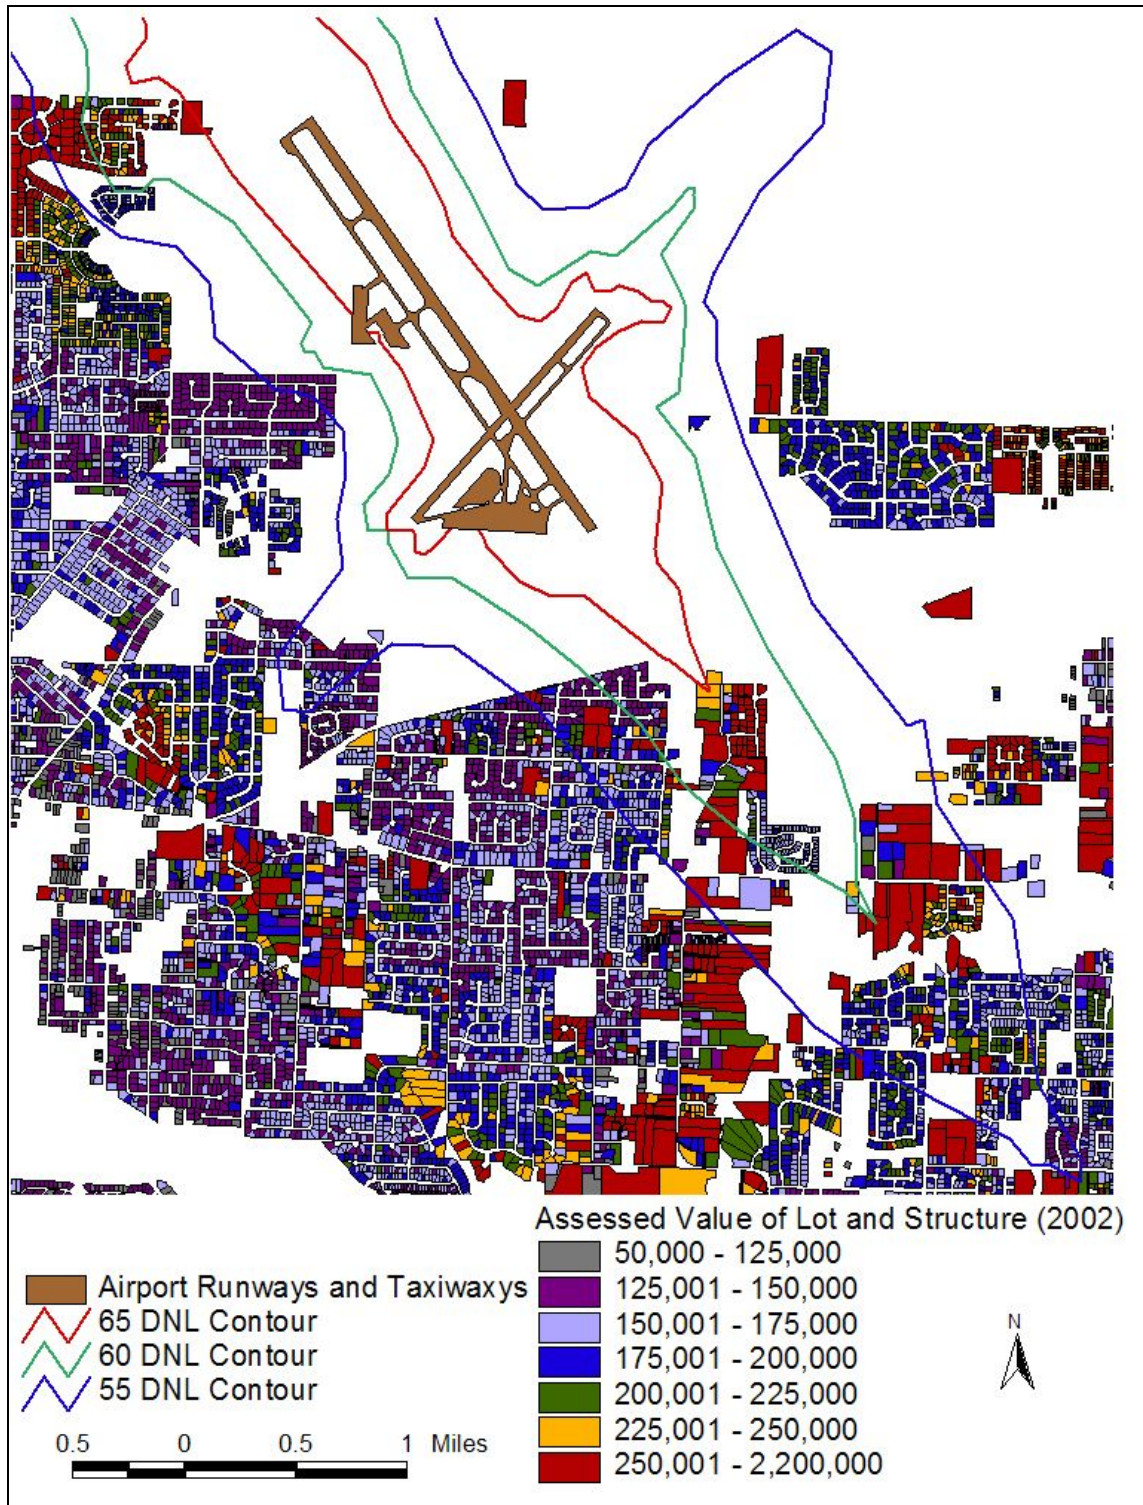 Assessed Value of Lot and Structure (2002)
50,000 - 125,000
Airport Runways and Taxiwaxys
125,001 - 150,000
65 DNL Contour
150,001 - 175,000
60 DNL Contour
175,001 - 200,000
55 DNL Contour
200,001 - 225,000
225,001 - 250,000
250,001 - 2,200,000
0.5 0 0.5 1 Miles
N